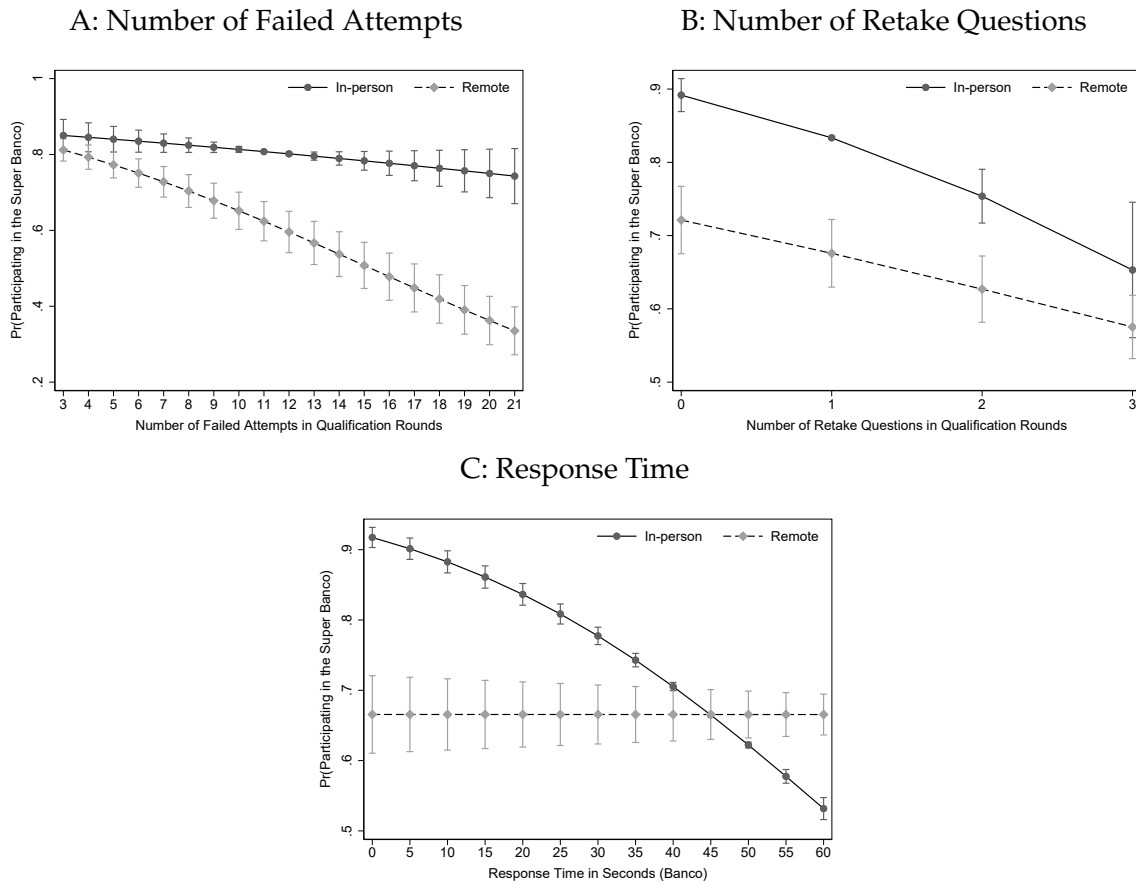 A: Number of Failed Attempts
B: Number of Retake Questions
Pr(Participating in the Super Banco)
.2 .4 .6 .8 1
In-person Remote
3 4 5 6 7 8 9 10 11 12 13 14 15 16 17 18 19 20 21
Number of Failed Attempts in Qualification Rounds
Pr(Participating in the Super Banco)
.5 .6 .7 .8 .9
In-person Remote
0 1 2 3
Number of Retake Questions in Qualification Rounds
C: Response Time
Pr(Participating in the Super Banco)
.5 .6 .7 .8 .9
In-person Remote
0 5 10 15 20 25 30 35 40 45 50 55 60
Response Time in Seconds (Banco)